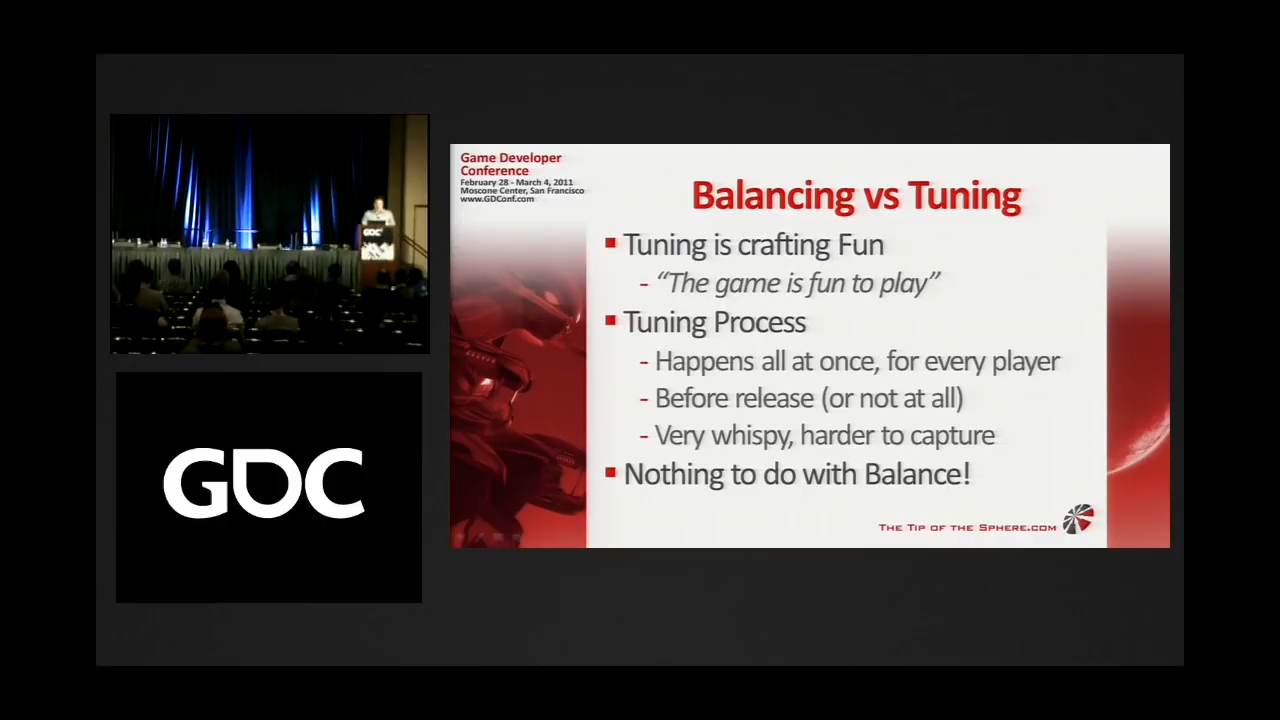 Game Developer
Conference
February 28 - March 4, 2011
Moscone Center, San Francisco
www.GDConf.com
Balancing vs Tuning
Tuning is crafting Fun
- “The game is fun to play”
Tuning Process
- Happens all at once, for every player
- Before release (or not at all)
- Very whispy, harder to capture
Nothing to do with Balance!
The Tip of the Sphere.com
GDC
GDC